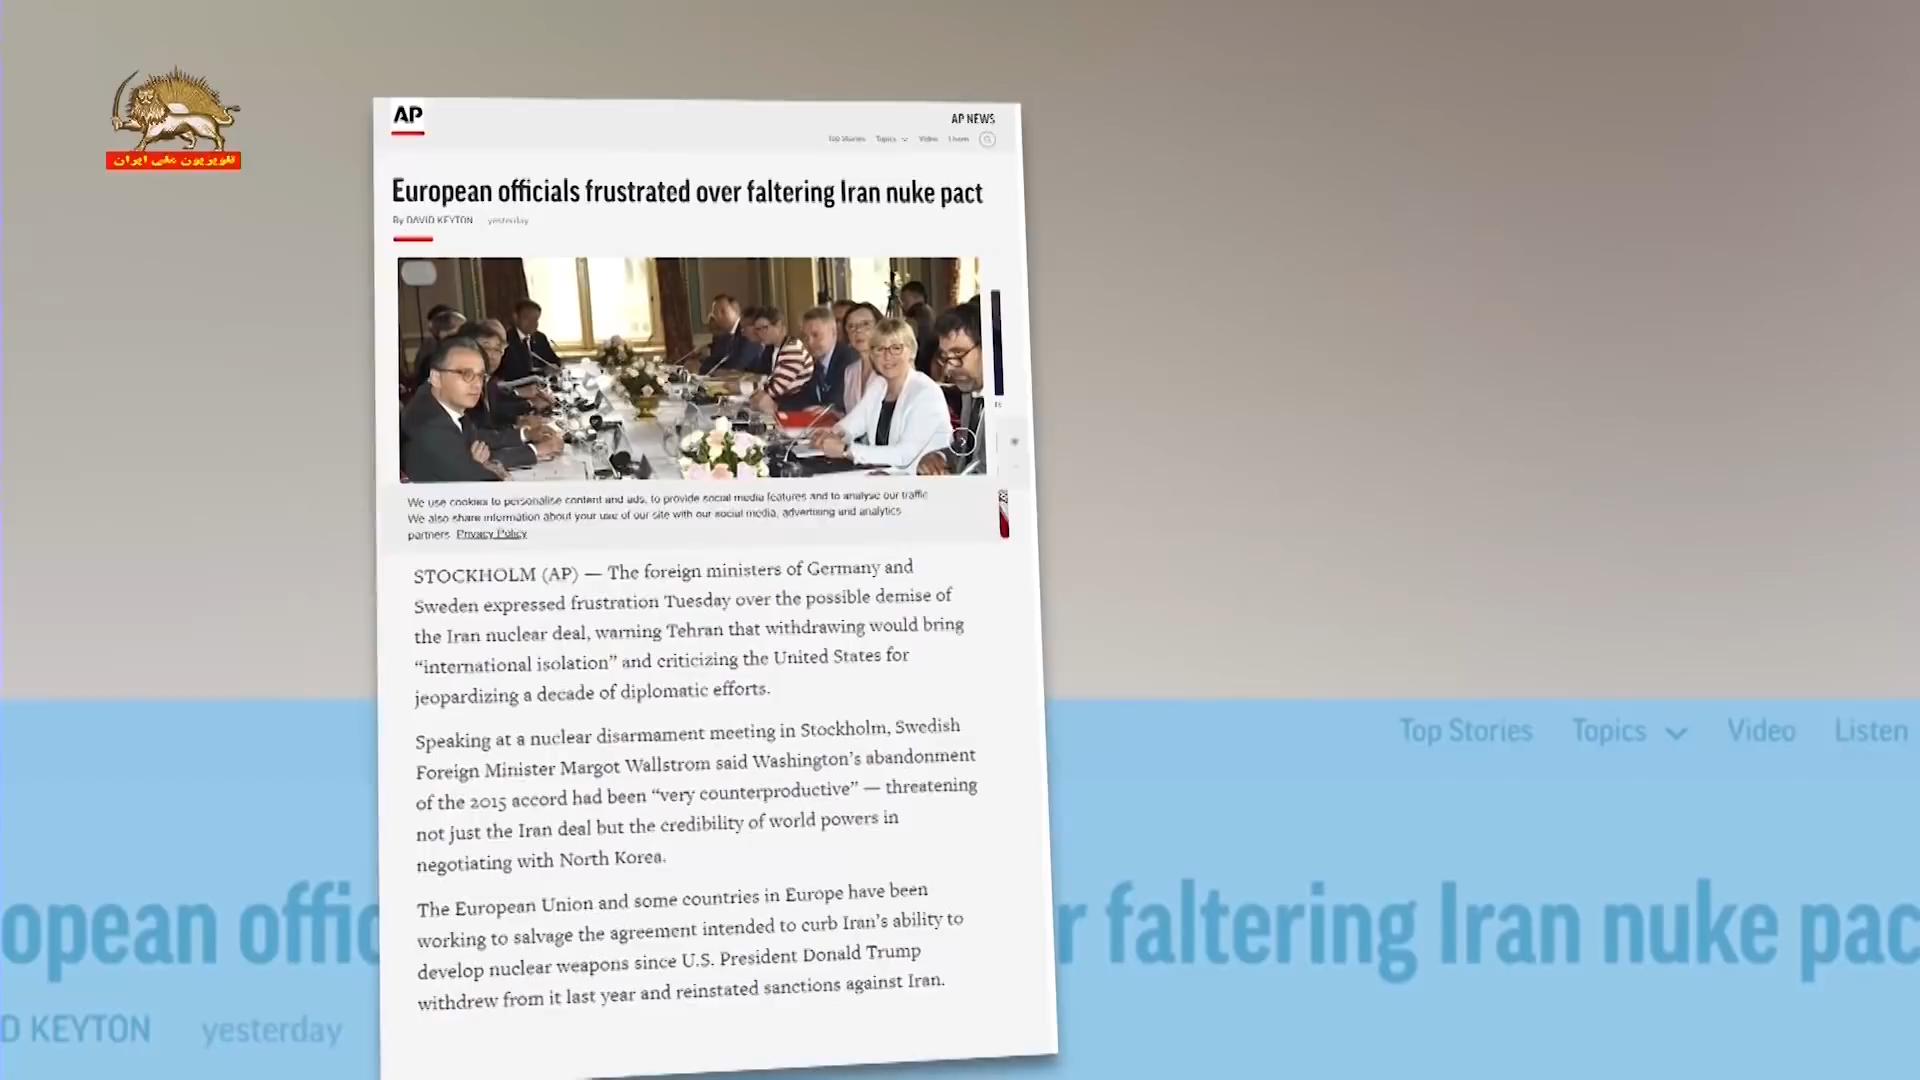 تلویزیون ملی ایران
AP
AP NEWS
Top Stories Topics Video Listen
European officials frustrated over faltering Iran nuke pact
By DAVID KEYTON yesterday
We use cookies to personalise content and ads, to provide social media features and to analyse our traffic
We also share information about your use of our site with our social media, advertising and analytics
partners Privacy Policy
STOCKHOLM (AP) — The foreign ministers of Germany and
Sweden expressed frustration Tuesday over the possible demise of
the Iran nuclear deal, warning Tehran that withdrawing would bring
“international isolation” and criticizing the United States for
jeopardizing a decade of diplomatic efforts.
Speaking at a nuclear disarmament meeting in Stockholm, Swedish
Foreign Minister Margot Wallstrom said Washington’s abandonment
of the 2015 accord had been “very counterproductive” — threatening
not just the Iran deal but the credibility of world powers in
negotiating with North Korea.
The European Union and some countries in Europe have been
working to salvage the agreement intended to curb Iran’s ability to
develop nuclear weapons since U.S. President Donald Trump
withdrew from it last year and reinstated sanctions against Iran.
Top Stories Topics Video Listen
opean offic r faltering Iran nuke pac
D KEYTON yesterday